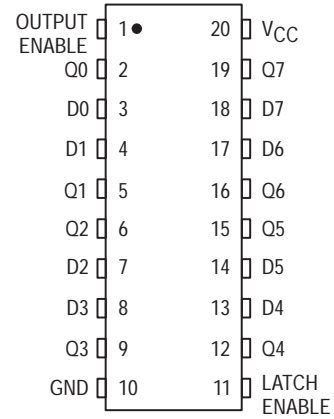 OUTPUT
ENABLE 1 20 VCC
Q0 2 19 Q7
D0 3 18 D7
D1 4 17 D6
Q1 5 16 Q6
Q2 6 15 Q5
D2 7 14 D5
D3 8 13 D4
Q3 9 12 Q4
GND 10 11 LATCH
ENABLE